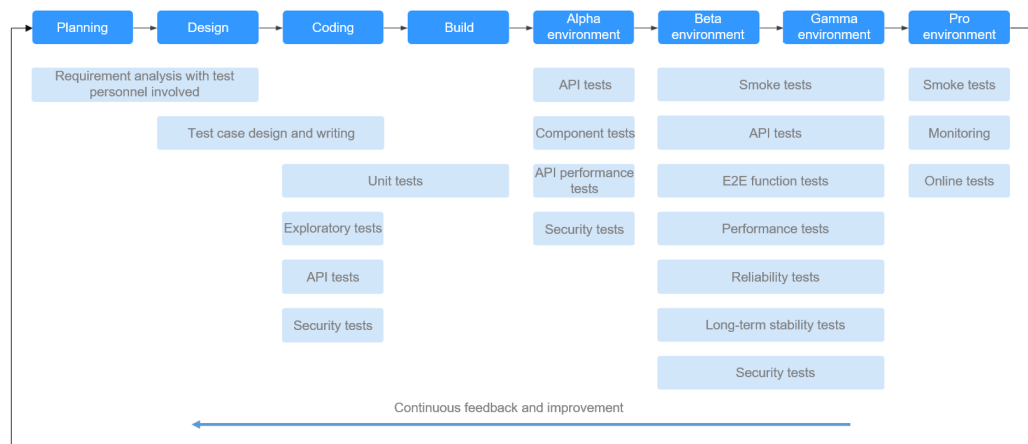 Planning
Design
Coding
Build
Alpha
environment
Beta
environment
Gamma
environment
Pro
environment
Requirement analysis with test
personnel involved
API tests
Smoke tests
Smoke tests
Test case design and writing
Component tests
API tests
Monitoring
Unit tests
API performance
tests
E2E function tests
Online tests
Exploratory tests
Security tests
Performance tests
API tests
Reliability tests
Security tests
Long-term stability tests
Security tests
Continuous feedback and improvement